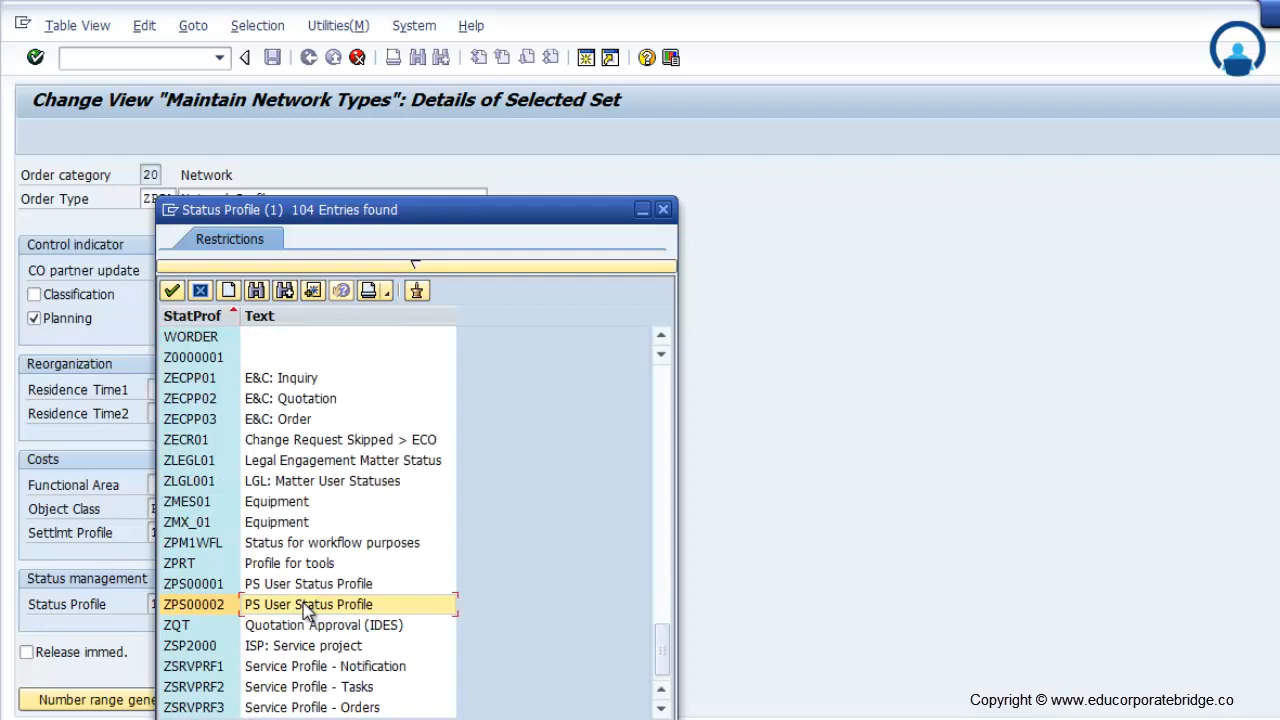 Table View Edit Goto Selection Utilities(M) System Help
Change View "Maintain Network Types": Details of Selected Set
Order category 20 Network
Order Type
Status Profile (1) 104 Entries found
Restrictions
Control indicator
CO partner update
Classification
Planning
StatProf Text
WORDER
Z0000001
Reorganization
ZECPP01 E&C: Inquiry
Residence Time1
ZECPP02 E&C: Quotation
Residence Time2
ZECPP03 E&C: Order
ZECR01 Change Request Skipped > ECO
Costs
ZLEGL01 Legal Engagement Matter Status
Functional Area
ZLGL001 LGL: Matter User Statuses
Object Class
ZMES01 Equipment
Settlmt Profile
ZMX_01 Equipment
ZPM1WFL Status for workflow purposes
ZPRT Profile for tools
Status management
ZPS00001 PS User Status Profile
Status Profile
ZPS00002 PS User Status Profile
ZQT Quotation Approval (IDES)
Release immed.
ZSP2000 ISP: Service project
ZSRVPRF1 Service Profile - Notification
ZSRVPRF2 Service Profile - Tasks
Number range gene
ZSRVPRF3 Service Profile - Orders
Copyright © www.educorporatebridge.co